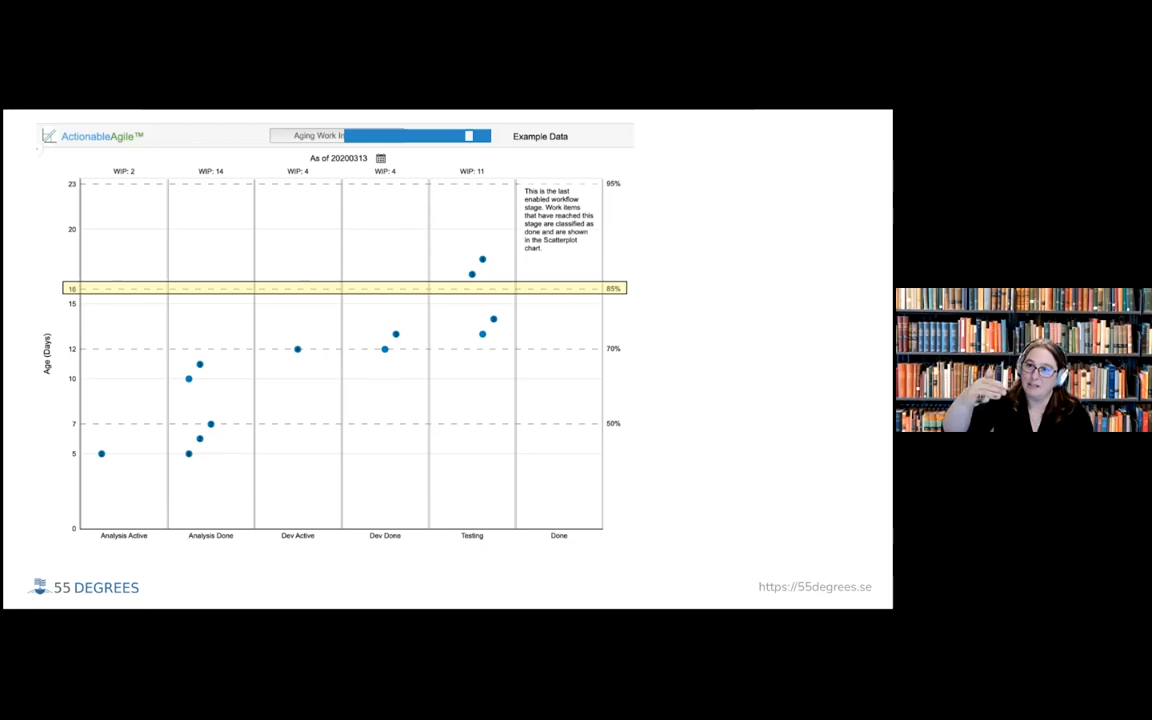 ActionableAgile™
Aging Work In
Example Data
As of 20200313
WIP: 2
WIP: 14
WIP: 4
WIP: 4
WIP: 11
23
95%
This is the last
enabled workflow
stage. Work items
that have reached this
stage are classified as
done and are shown
in the Scatterplot
chart.
20
16
85%
15
12
70%
10
7
50%
5
0
Age (Days)
Analysis Active
Analysis Done
Dev Active
Dev Done
Testing
Done
55 DEGREES
https://55degrees.se